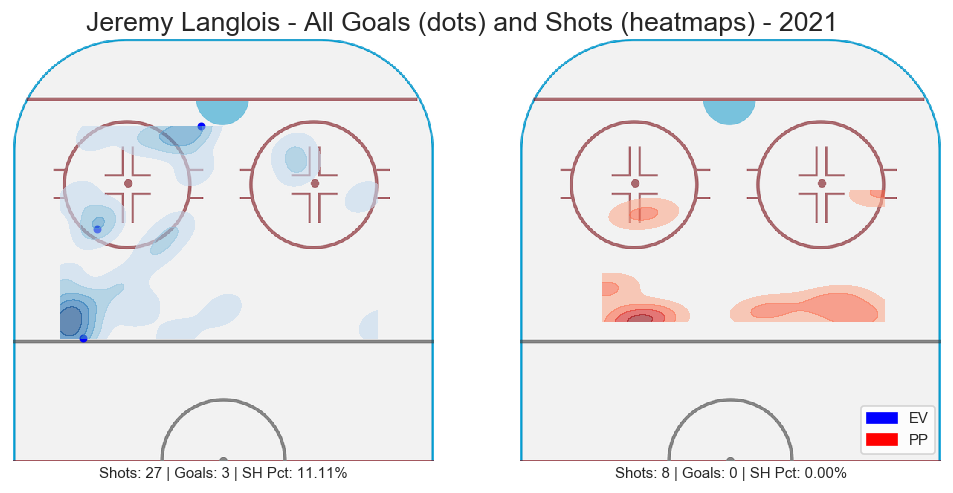 Jeremy Langlois - All Goals (dots) and Shots (heatmaps) - 2021
EV
PP
Shots: 27 | Goals: 3 | SH Pct: 11.11%
Shots: 8 | Goals: 0 | SH Pct: 0.00%